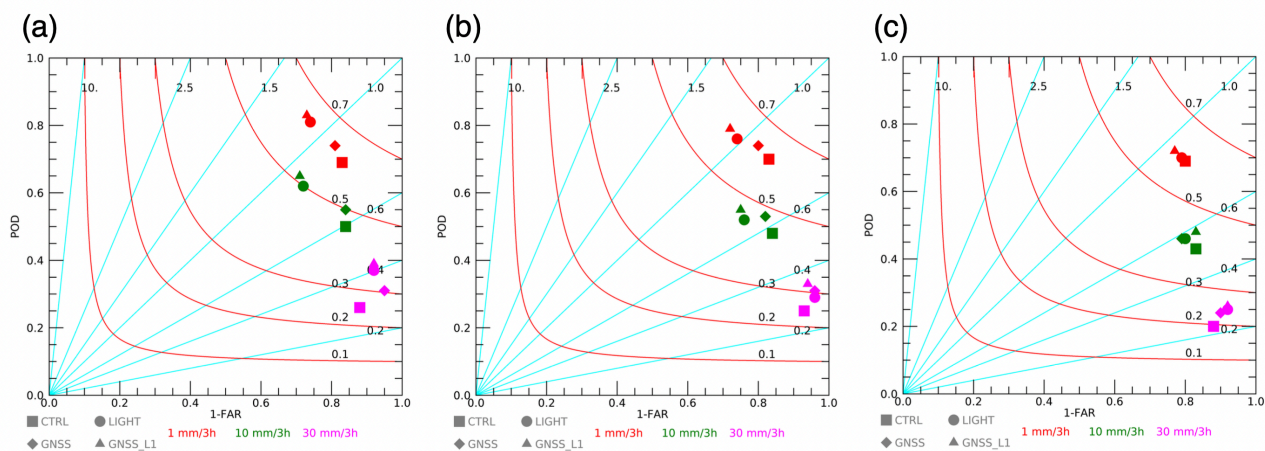 (a)
(b)
(c)
1.0
10.
2.5
1.5
1.0
0.7
0.8
0.6
0.5
0.6
POD
0.4
0.4
0.3
0.2
0.2
0.2
0.1
0.0
0.0
0.2
0.4
0.6
0.8
1.0
1-FAR
CTRL
LIGHT
GNSS
GNSS_L1
1 mm/3h
10 mm/3h
30 mm/3h
1.0
10.
2.5
1.5
1.0
0.7
0.8
0.6
0.5
0.6
POD
0.4
0.4
0.3
0.2
0.2
0.2
0.1
0.0
0.0
0.2
0.4
0.6
0.8
1.0
1-FAR
CTRL
LIGHT
GNSS
GNSS_L1
1 mm/3h
10 mm/3h
30 mm/3h
1.0
10.
2.5
1.5
1.0
0.7
0.8
0.6
0.5
0.6
POD
0.4
0.4
0.3
0.2
0.2
0.2
0.1
0.0
0.0
0.2
0.4
0.6
0.8
1.0
1-FAR
CTRL
LIGHT
GNSS
GNSS_L1
1 mm/3h
10 mm/3h
30 mm/3h